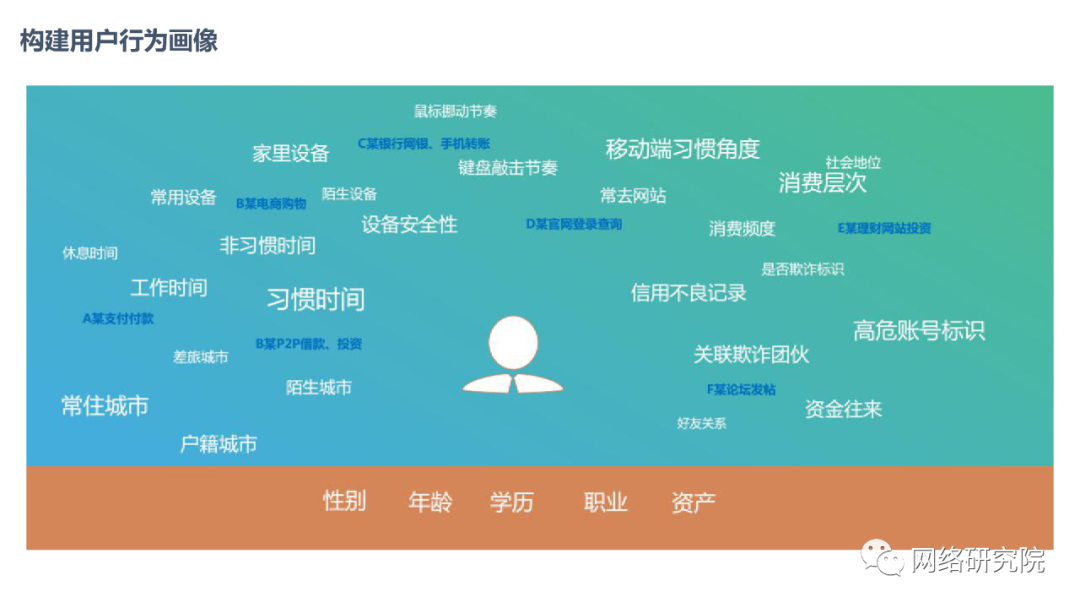 构建用户行为画像
鼠标挪动节奏
C某银行网银、手机转账
家里设备
移动端习惯角度
键盘敲击节奏
社会地位
消费层次
常用设备
B某电商购物
陌生设备
常去网站
设备安全性
D某官网登录查询
消费频度
E某理财网站投资
休息时间
非习惯时间
是否欺诈标识
工作时间
习惯时间
信用不良记录
A某支付付款
高危账号标识
差旅城市
B某P2P借款、投资
关联欺诈团伙
陌生城市
F某论坛发帖
常住城市
资金往来
好友关系
户籍城市
性别 年龄 学历 职业 资产
网络研究院